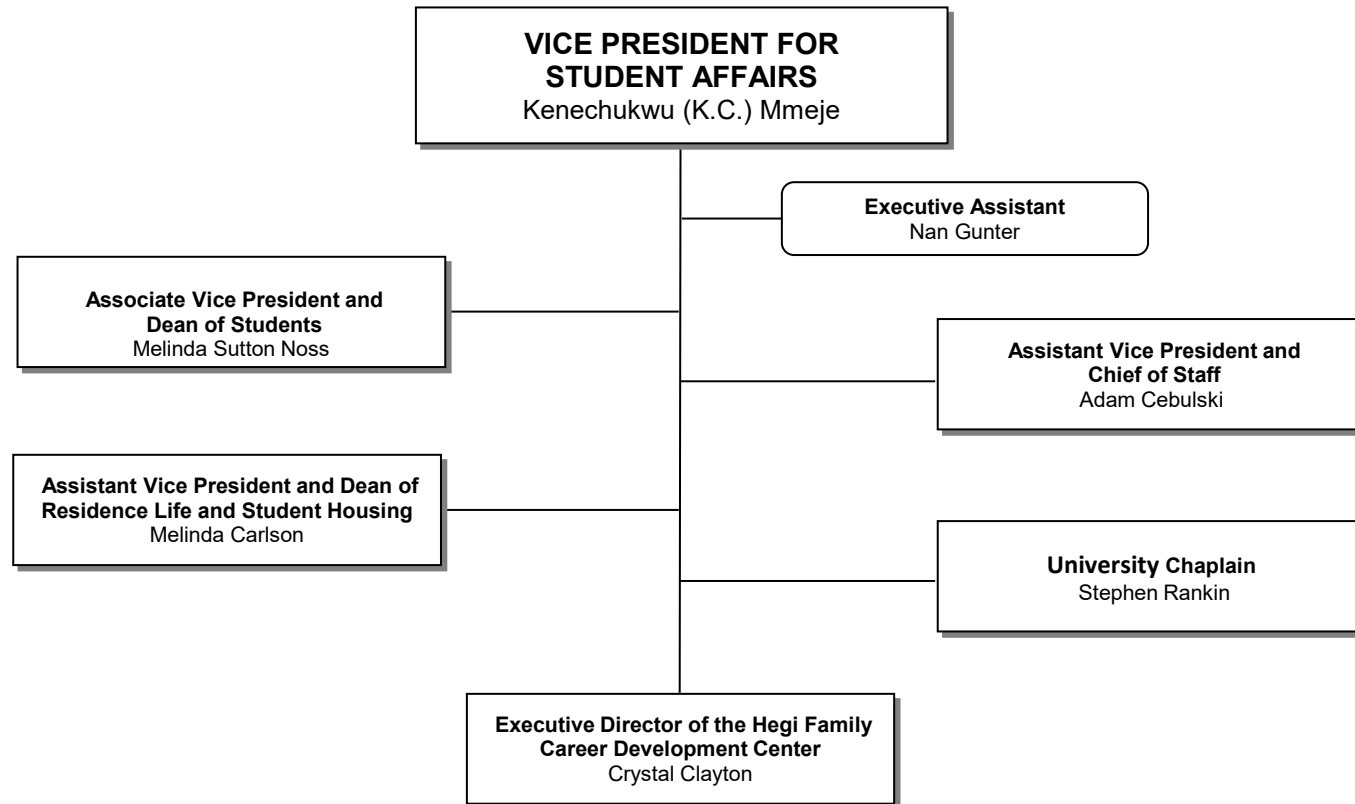 VICE PRESIDENT FOR
STUDENT AFFAIRS
Kenechukwu (K.C.) Mmeje
Executive Assistant
Nan Gunter
Associate Vice President and
Dean of Students
Melinda Sutton Noss
Assistant Vice President and
Chief of Staff
Adam Cebulski
Assistant Vice President and Dean of
Residence Life and Student Housing
Melinda Carlson
University Chaplain
Stephen Rankin
Executive Director of the Hegi Family
Career Development Center
Crystal Clayton